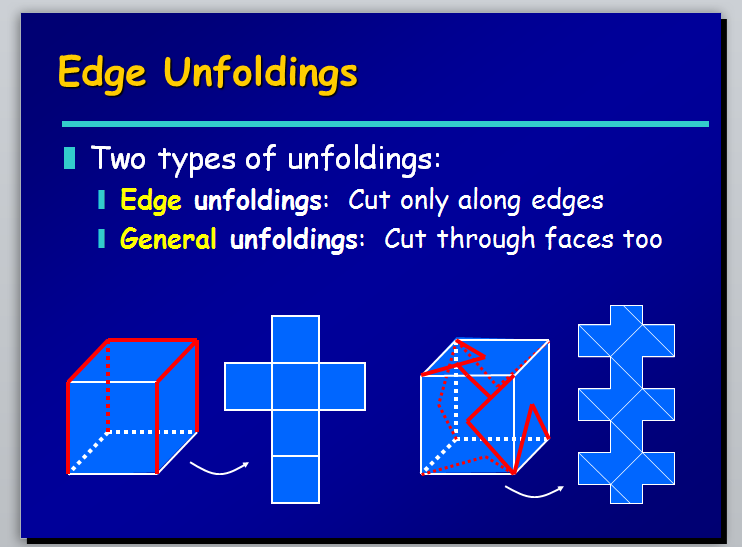 Edge Unfoldings
Two types of unfoldings:
Edge unfoldings: Cut only along edges
General unfoldings: Cut through faces too